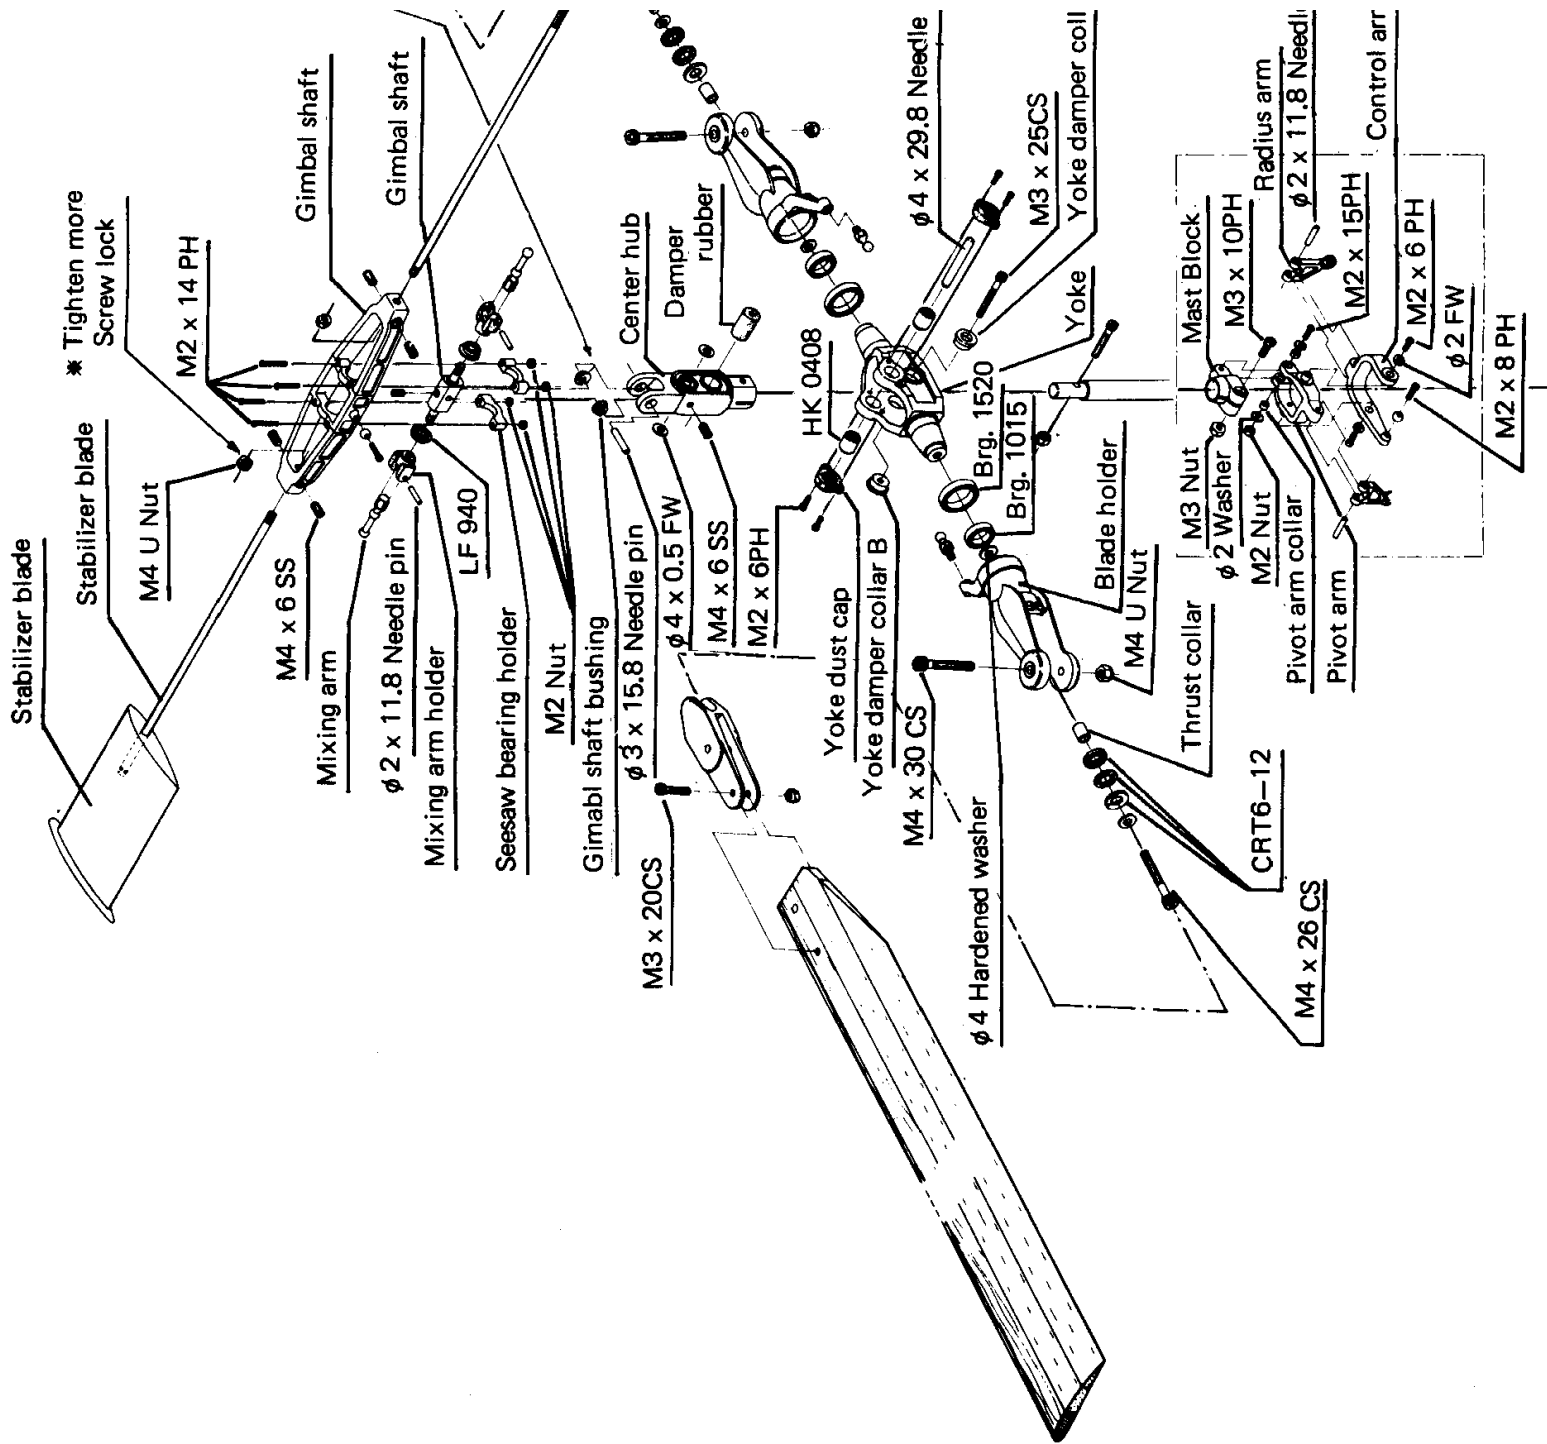 Stabilizer blade
Stabilizer blade
M4 U Nut
※ Tighten more
Screw lock
M2 x 14 PH
Gimbal shaft
Gimbal shaft
M4 x 6 SS
Mixing arm
φ2 x 11.8 Needle pin
Mixing arm holder
LF 940
Seesaw bearing holder
M2 Nut
Gimabl shaft bushing
φ3 x 15.8 Needle pin
φ4 x 0.5 FW
M4 x 6 SS
M2 x 6PH
Center hub
Damper
rubber
HK 0408
Yoke dust cap
Yoke damper collar B
M4 x 30 CS
M3 x 20CS
φ4 Hardened washer
φ4 x 29.8 Needle
M3 x 25CS
Yoke damper coll
Yoke
Brg. 1520
Brg. 1015
Blade holder
M4 U Nut
Thrust collar
CRT6-12
M4 x 26 CS
Mast Block
M3 x 10PH
Radius arm
φ2 x 11.8 Needl
M2 x 15PH
Control arr
M2 x 6 PH
φ2 FW
M2 x 8 PH
M3 Nut
φ2 Washer
M2 Nut
Pivot arm collar
Pivot arm